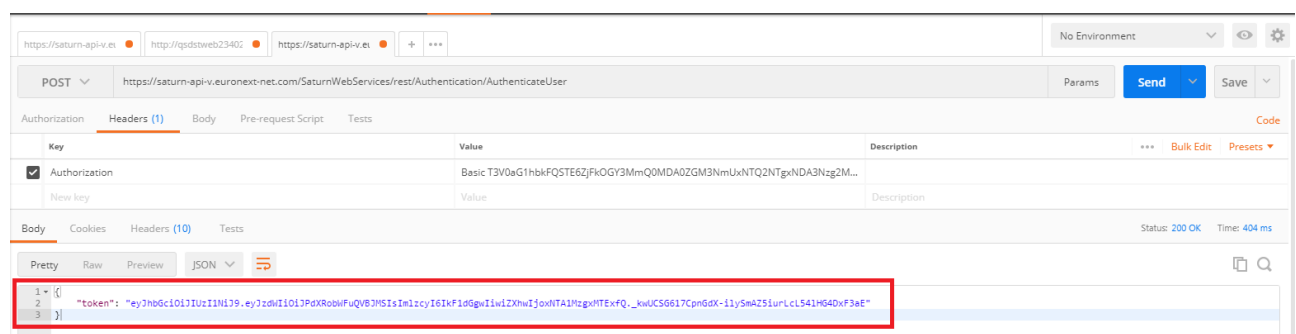 https://saturn-api-v.eu http://qsdstweb23402 https://saturn-api-v.eu + ••• No Environment
POST https://saturn-api-v.euronext-net.com/SaturnWebServices/rest/Authentication/AuthenticateUser Params Send Save
Authorization Headers (1) Body Pre-request Script Tests Code
Key Value Description ••• Bulk Edit Presets
Authorization Basic T3V0aG1hbkFQSTE6ZjFkOGY3MmQ0MDA0ZGM3NmUxNTQ2NTgxNDA3Nzg2M...
New key Value Description
Body Cookies Headers (10) Tests Status: 200 OK Time: 404 ms
Pretty Raw Preview JSON
1 {
2 "token": "eyJhbGciOiJIUzI1NiJ9.eyJzdWIiOiJPdXRobWFuQVBJMSIsImlzcyI6IkF1dGgwIiwiZXhwIjoxNTA1MzgxMTExfQ._kwUCSG617CpnGdX-ilySmAZ5iurLcL541HG4DxF3aE"
3 }